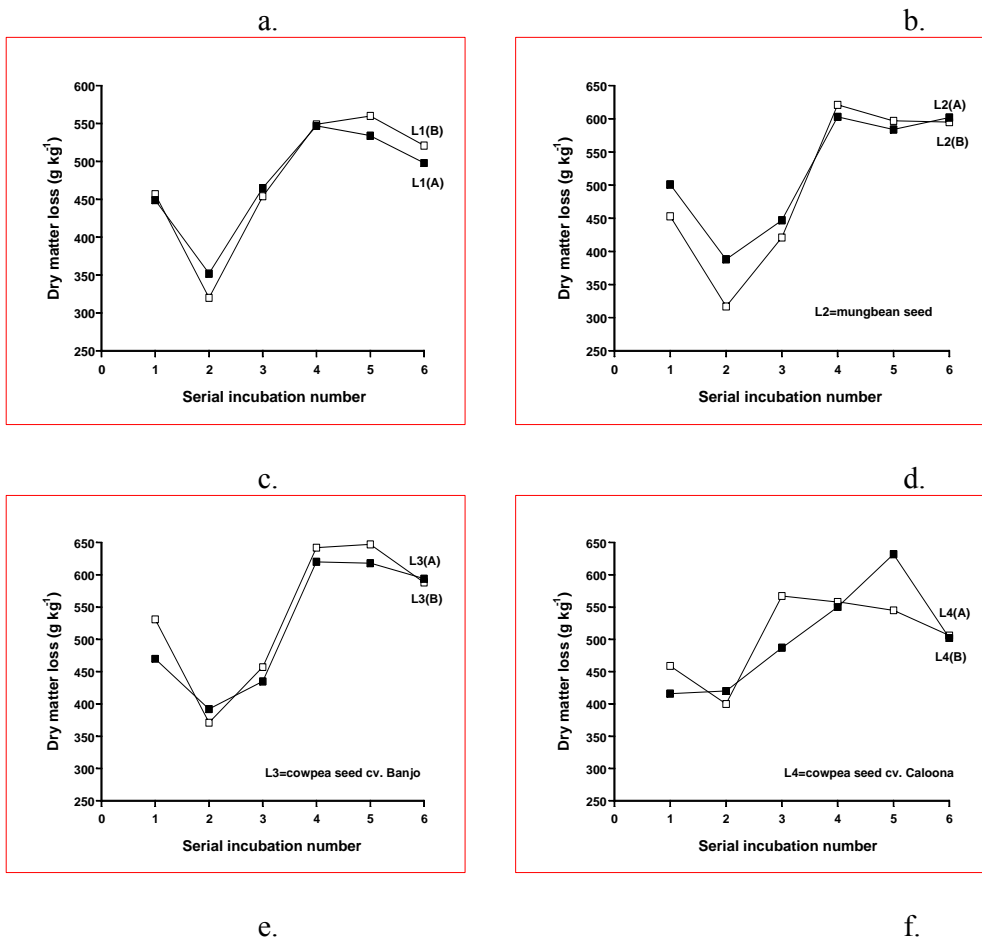 a.
b.
600
550
500
450
400
350
300
250
0
1
2
3
4
5
6
Dry matter loss (g kg-1)
Serial incubation number
L1(B)
L1(A)
650
600
550
500
450
400
350
300
250
0
1
2
3
4
5
6
Dry matter loss (g kg-1)
Serial incubation number
L2(A)
L2(B)
L2=mungbean seed
c.
d.
650
600
550
500
450
400
350
300
250
0
1
2
3
4
5
6
Dry matter loss (g kg-1)
Serial incubation number
L3(A)
L3(B)
L3=cowpea seed cv. Banjo
650
600
550
500
450
400
350
300
250
0
1
2
3
4
5
6
Dry matter loss (g kg-1)
Serial incubation number
L4(A)
L4(B)
L4=cowpea seed cv. Caloona
e.
f.